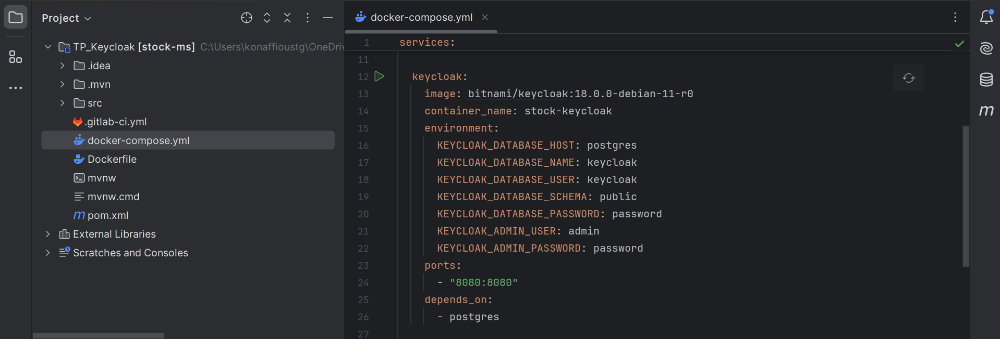 Project
TP_Keycloak [stock-ms] C:\Users\konaffioustg\OneDriv
.idea
.mvn
src
.gitlab-ci.yml
docker-compose.yml
Dockerfile
mvnw
mvnw.cmd
m pom.xml
External Libraries
Scratches and Consoles
docker-compose.yml
1 services:
11
12 keycloak:
13 image: bitnami/keycloak:18.0.0-debian-11-r0
14 container_name: stock-keycloak
15 environment:
16 KEYCLOAK_DATABASE_HOST: postgres
17 KEYCLOAK_DATABASE_NAME: keycloak
18 KEYCLOAK_DATABASE_USER: keycloak
19 KEYCLOAK_DATABASE_SCHEMA: public
20 KEYCLOAK_DATABASE_PASSWORD: password
21 KEYCLOAK_ADMIN_USER: admin
22 KEYCLOAK_ADMIN_PASSWORD: password
23 ports:
24 - "8080:8080"
25 depends_on:
26 - postgres
27
m